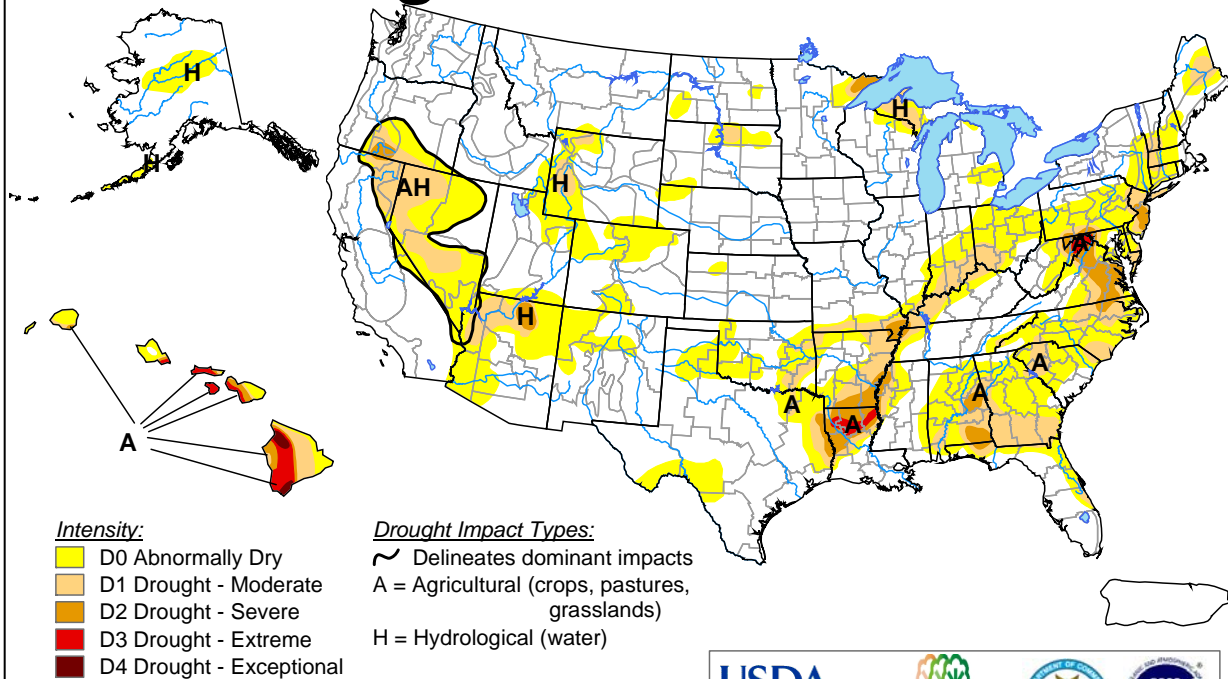 H
H
AH
H
H
H
A
A
A
A
A
A
Intensity:
D0 Abnormally Dry
D1 Drought - Moderate
D2 Drought - Severe
D3 Drought - Extreme
D4 Drought - Exceptional
Drought Impact Types:
Delineates dominant impacts
A = Agricultural (crops, pastures,
grasslands)
H = Hydrological (water)
USDA